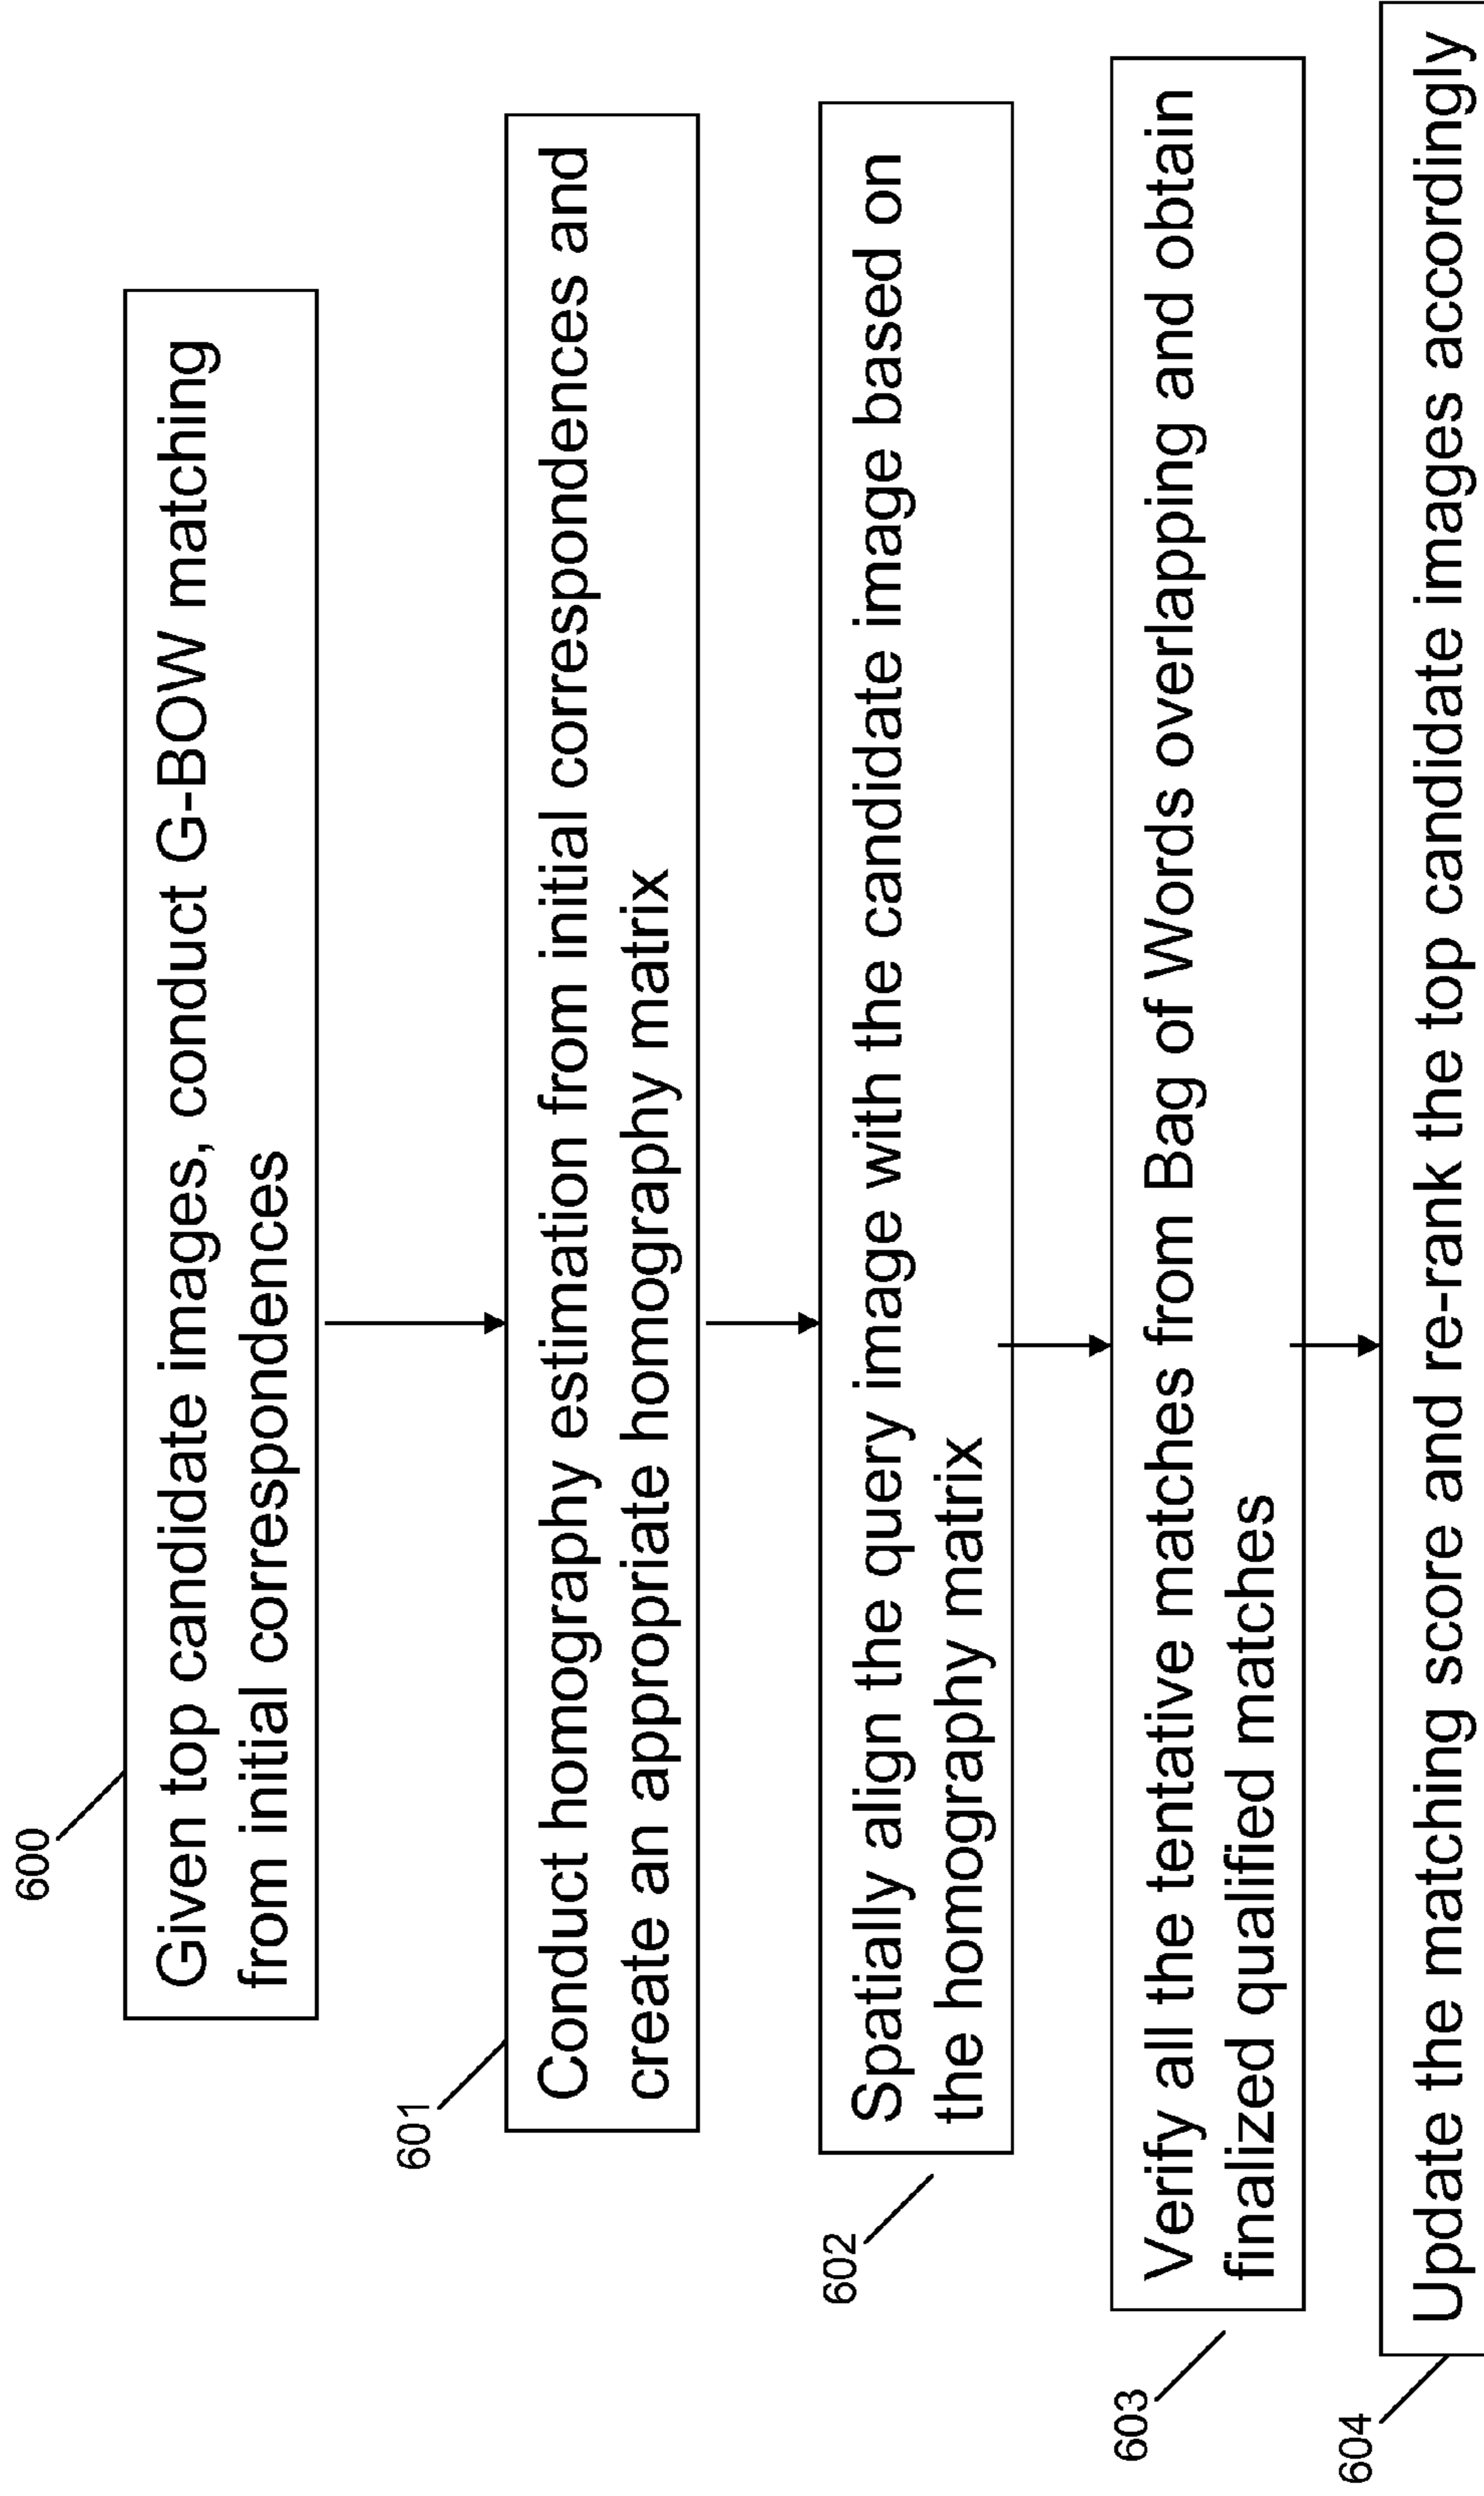 600
Given top candidate images, conduct G-BOW matching
from initial correspondences
601
Conduct homography estimation from initial correspondences and
create an appropriate homography matrix
602
Spatially align the query image with the candidate image based on
the homography matrix
603
Verify all the tentative matches from Bag of Words overlapping and obtain
finalized qualified matches
604
Update the matching score and re-rank the top candidate images accordingly